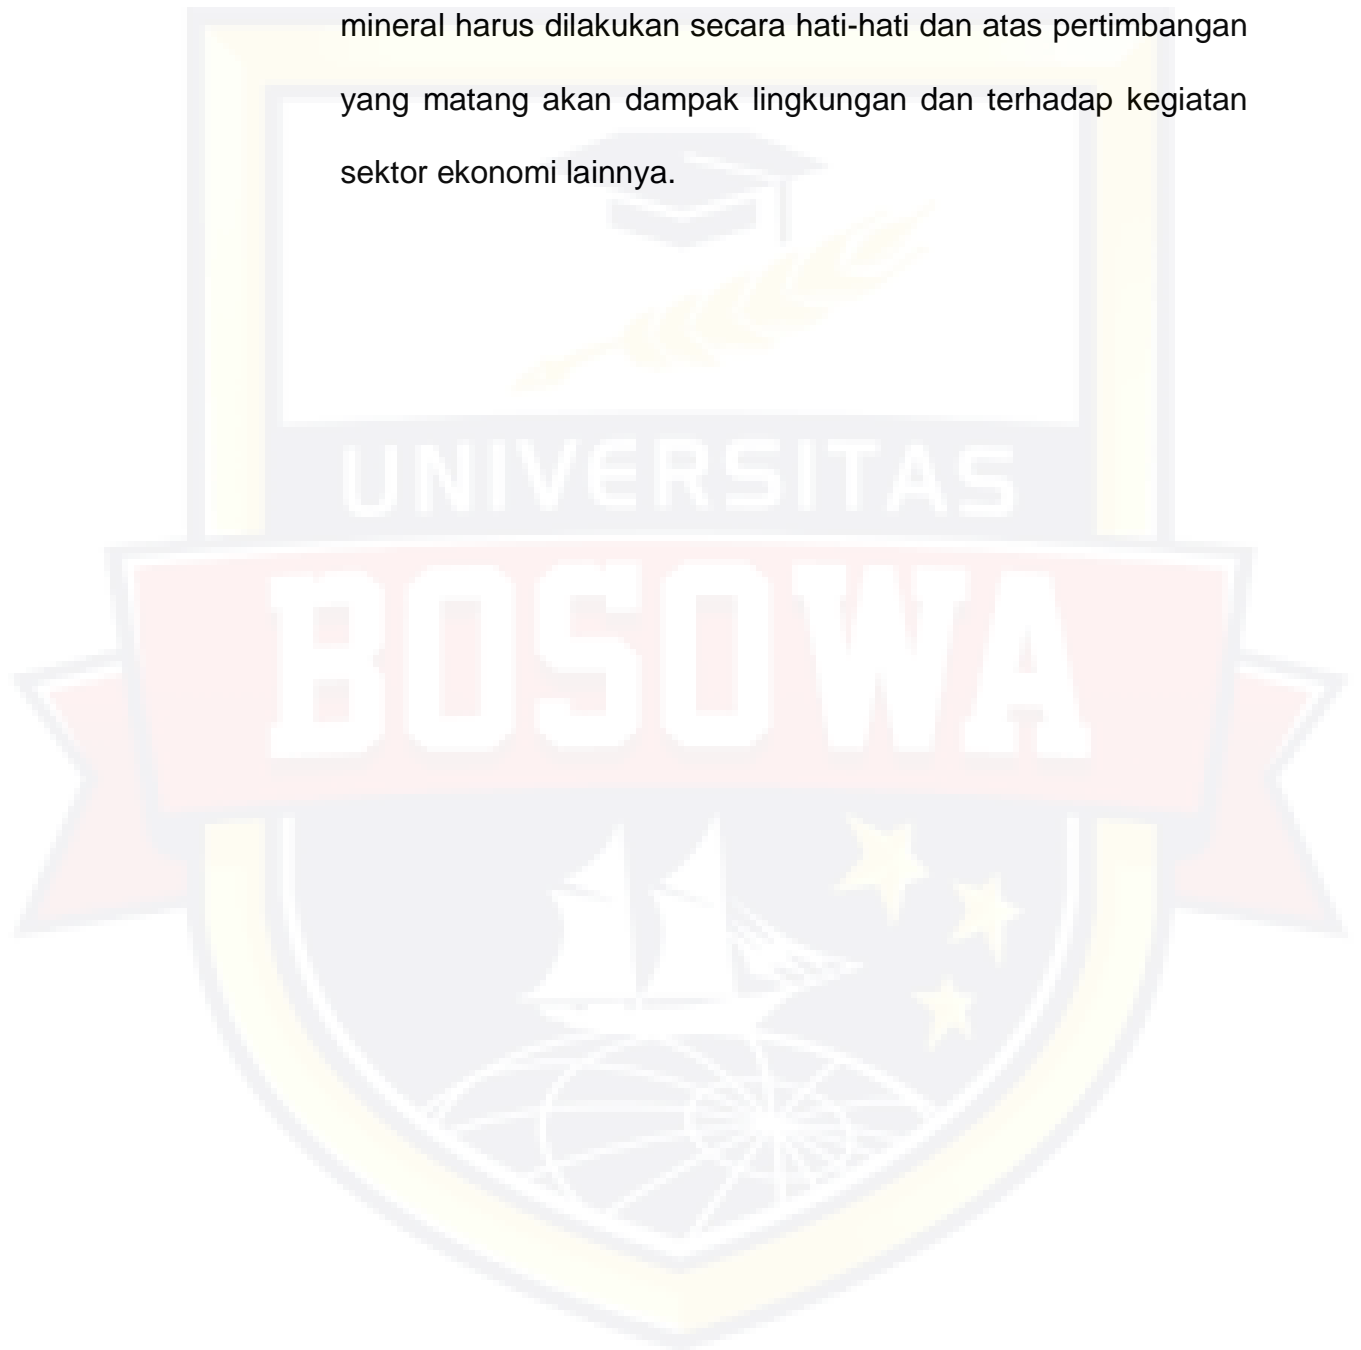 mineral harus dilakukan secara hati-hati dan atas pertimbangan
yang matang akan dampak lingkungan dan terhadap kegiatan
sektor ekonomi lainnya.
UNIVERSITAS
BOSOWA